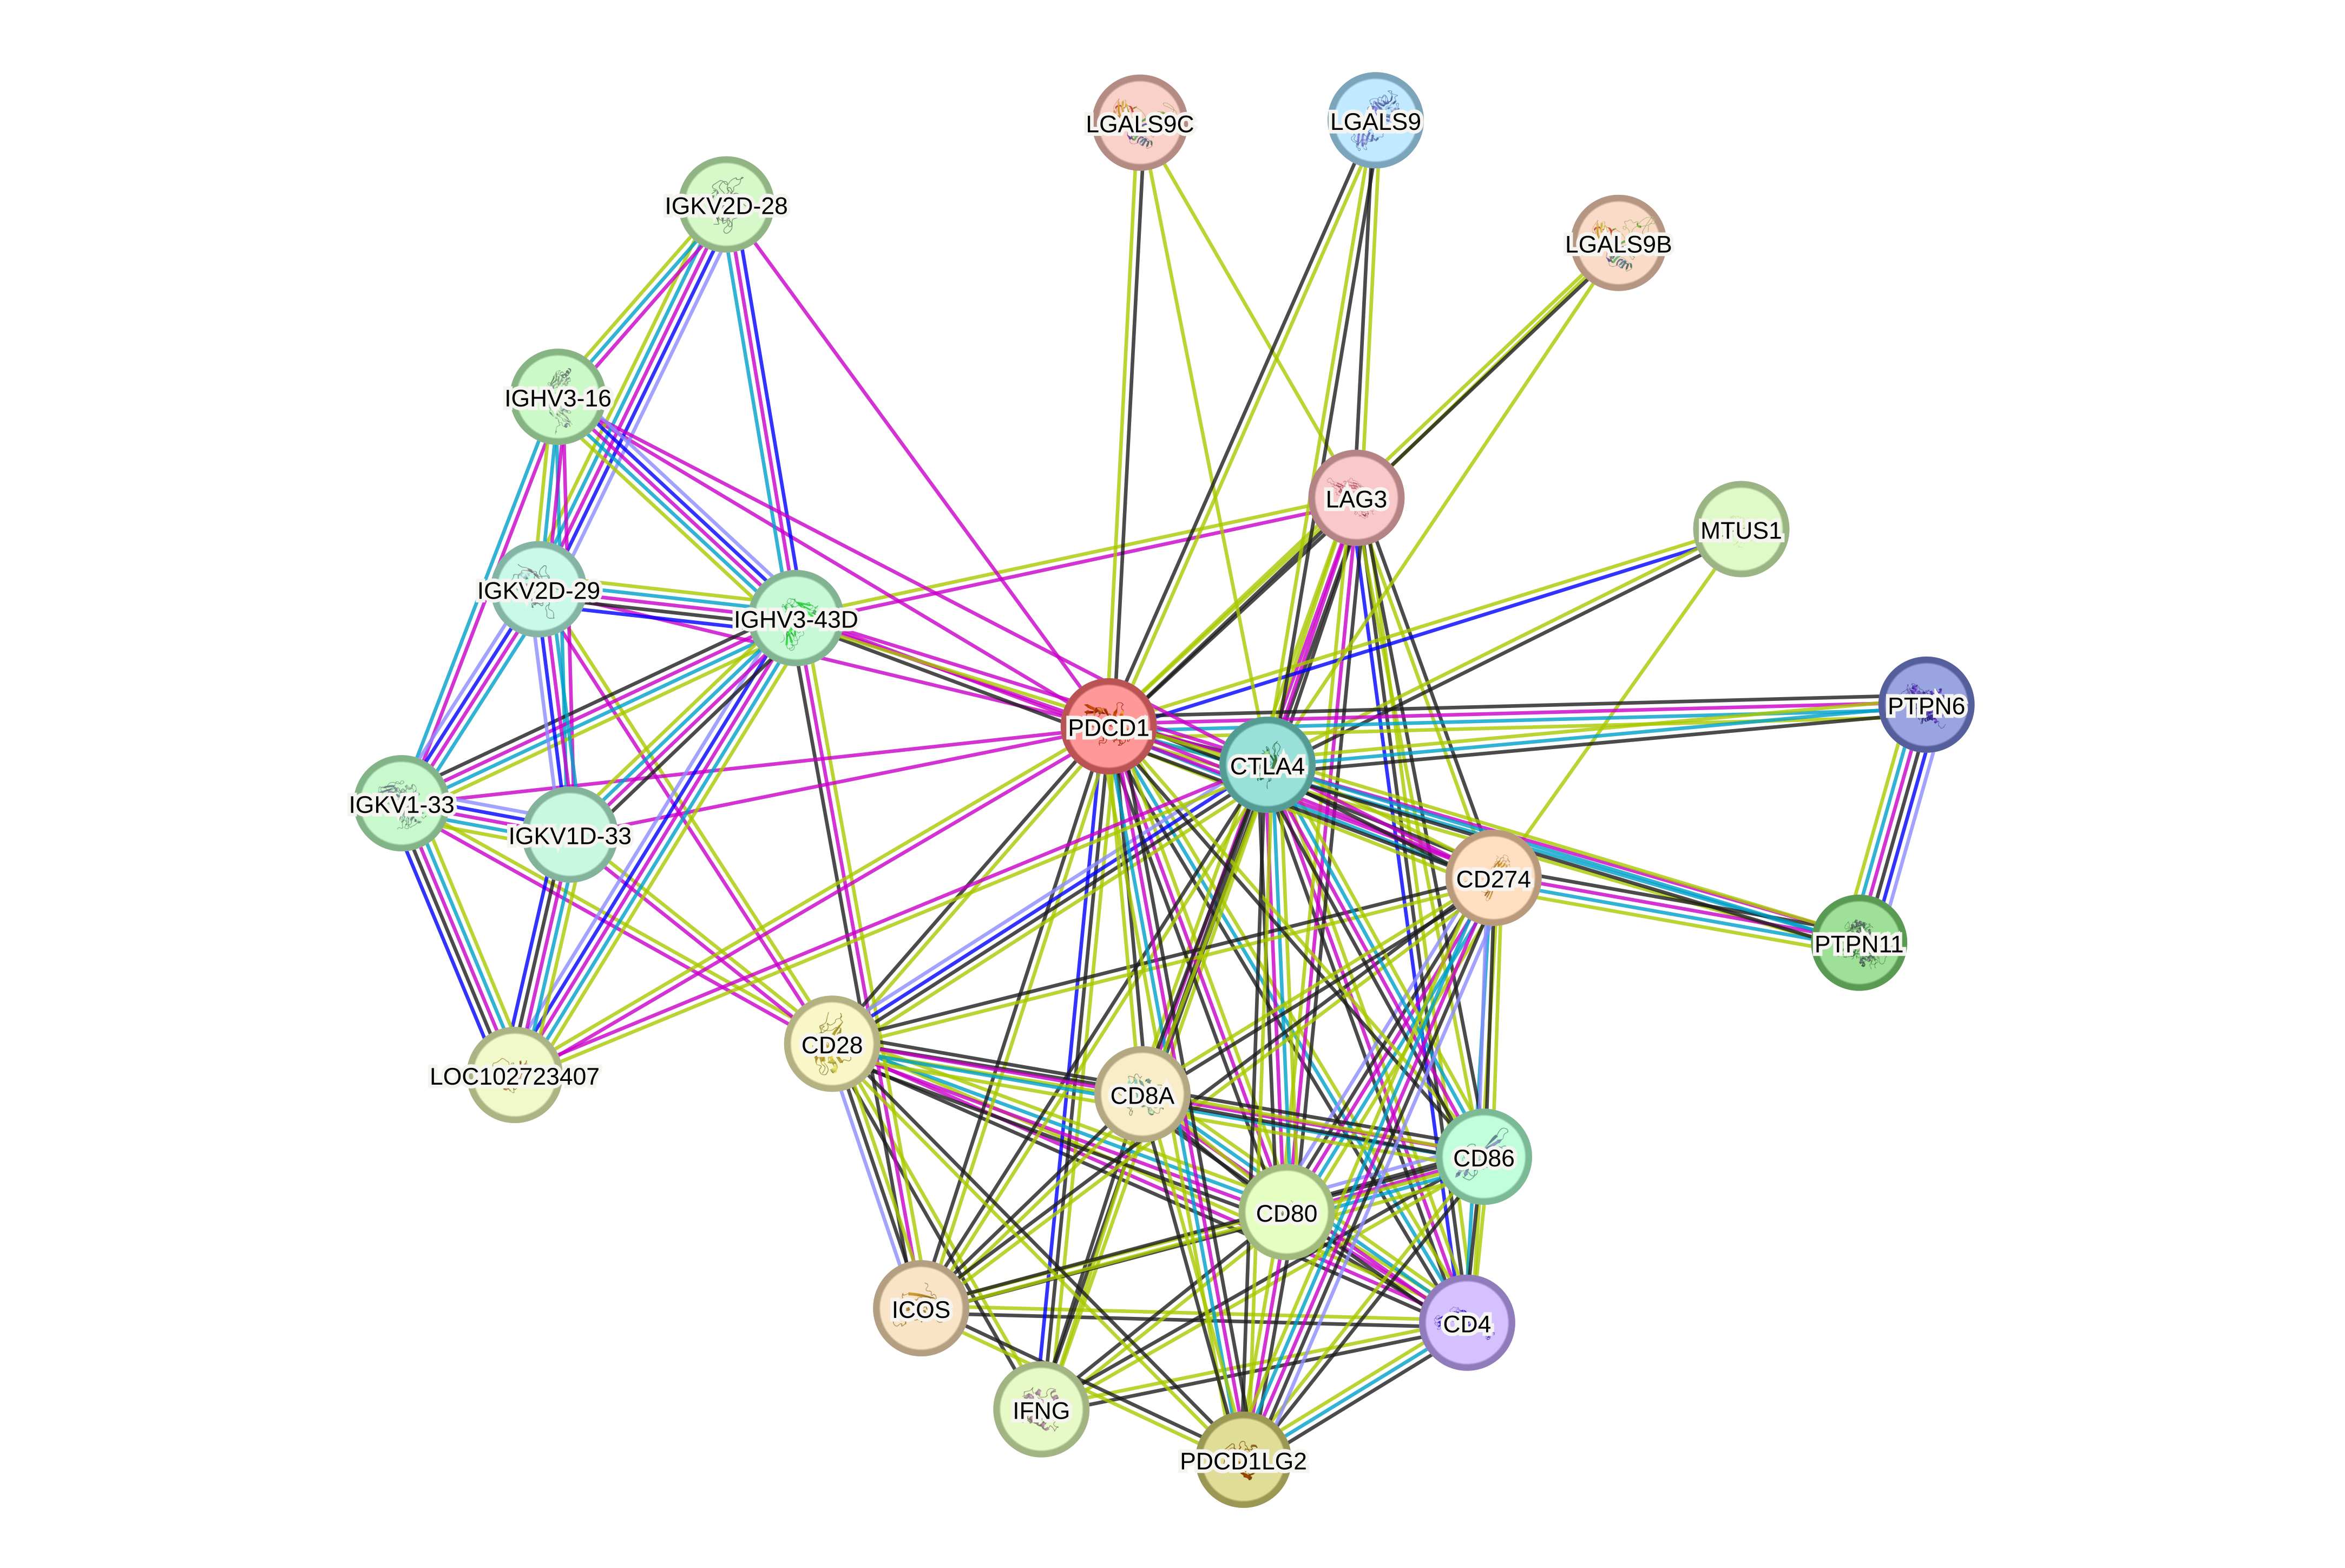 LGALS9C
LGALS9
IGKV2D-28
LGALS9B
IGHV3-16
LAG3
MTUS1
IGKV2D-29
IGHV3-43D
PTPN6
PDCD1
CTLA4
IGKV1-33
IGKV1D-33
CD274
PTPN11
CD28
LOC102723407
CD8A
CD86
CD80
ICOS
CD4
IFNG
PDCD1LG2